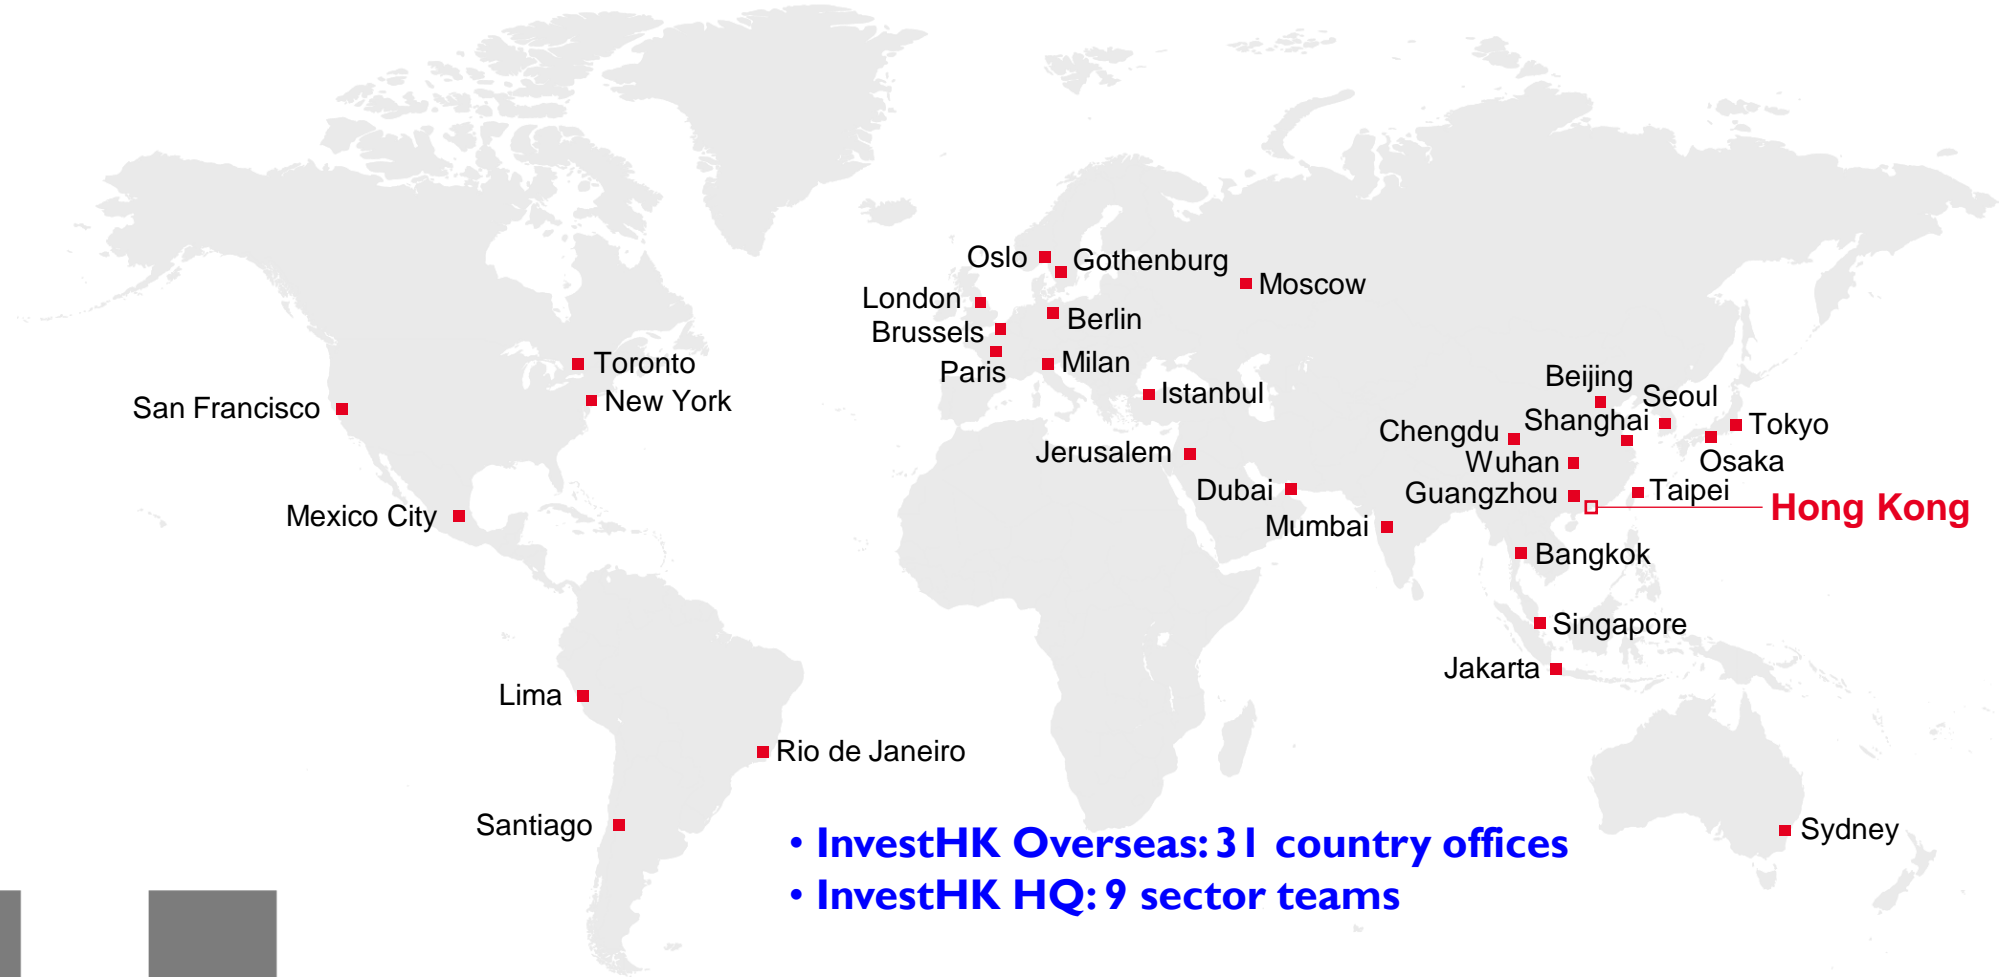 Oslo
Gothenburg
Moscow
London
Berlin
Brussels
Paris
Milan
Istanbul
Toronto
San Francisco
New York
Beijing
Seoul
Shanghai
Tokyo
Chengdu
Jerusalem
Wuhan
Osaka
Dubai
Guangzhou
Taipei
Hong Kong
Mexico City
Mumbai
Bangkok
Singapore
Jakarta
Lima
Rio de Janeiro
Santiago
Sydney
• InvestHK Overseas: 31 country offices
• InvestHK HQ: 9 sector teams